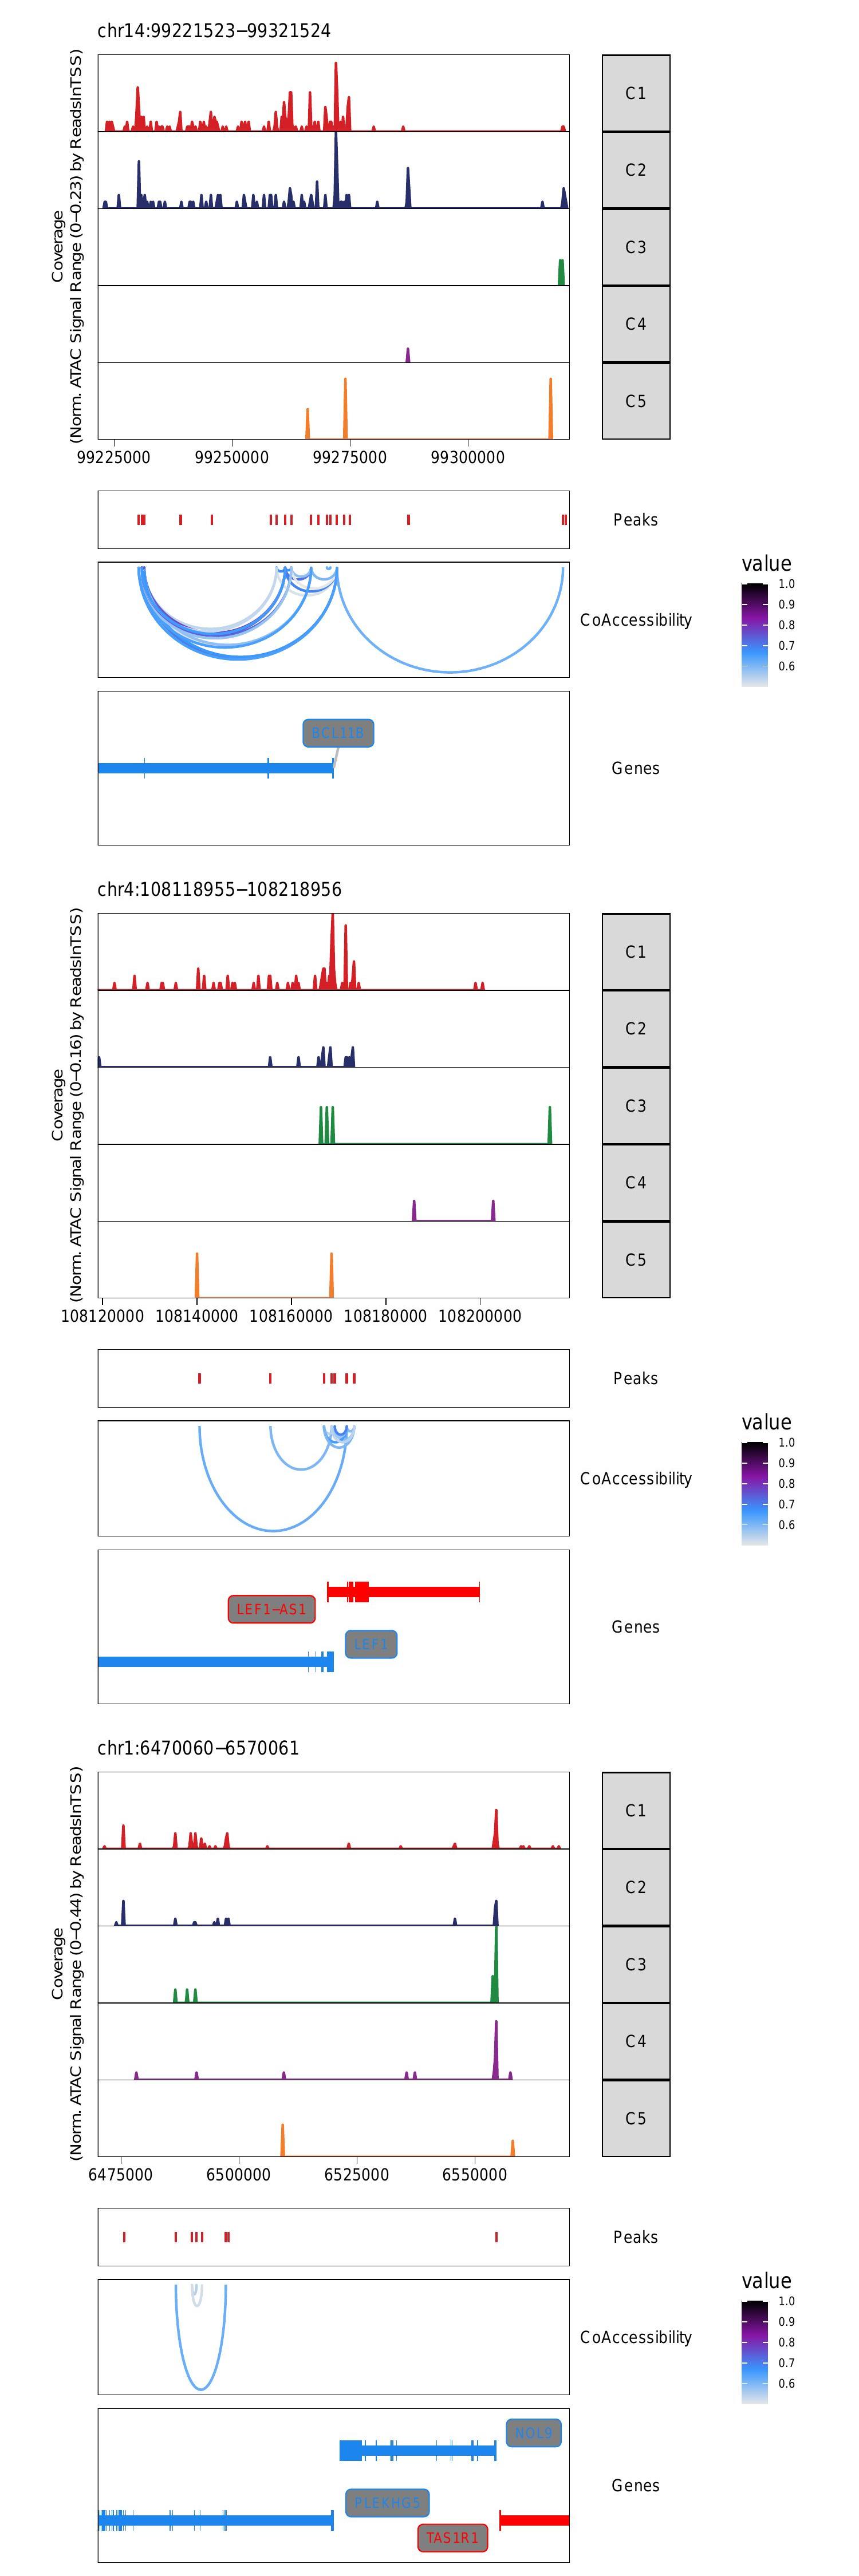 chr14:99221523−99321524
Coverage
(Norm. ATAC Signal Range (0−0.23) by ReadsInTSS)
C1
C2
C3
C4
C5
99225000 99250000 99275000 99300000
Peaks
CoAccessibility
value
1.0
0.9
0.8
0.7
0.6
BCL11B
Genes
chr4:108118955−108218956
Coverage
(Norm. ATAC Signal Range (0−0.16) by ReadsInTSS)
C1
C2
C3
C4
C5
108120000 108140000 108160000 108180000 108200000
Peaks
CoAccessibility
value
1.0
0.9
0.8
0.7
0.6
LEF1−AS1
LEF1
Genes
chr1:6470060−6570061
Coverage
(Norm. ATAC Signal Range (0−0.44) by ReadsInTSS)
C1
C2
C3
C4
C5
6475000 6500000 6525000 6550000
Peaks
CoAccessibility
value
1.0
0.9
0.8
0.7
0.6
NOL9
PLEKHG5
TAS1R1
Genes